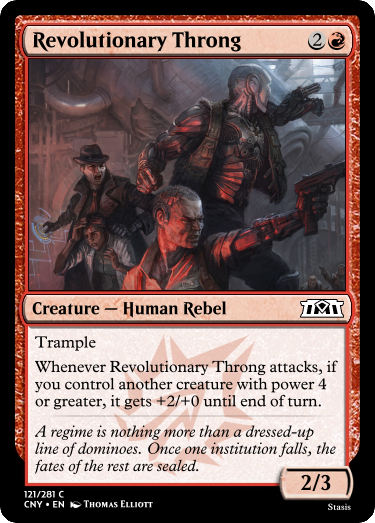 Revolutionary Throng 2
Creature — Human Rebel
Trample
Whenever Revolutionary Throng attacks, if
you control another creature with power 4
or greater, it gets +2/+0 until end of turn.
A regime is nothing more than a dressed-up
line of dominoes. Once one institution falls, the
fates of the rest are sealed.
2/3
121/281 C
CNY • EN Thomas Elliott
Stasis